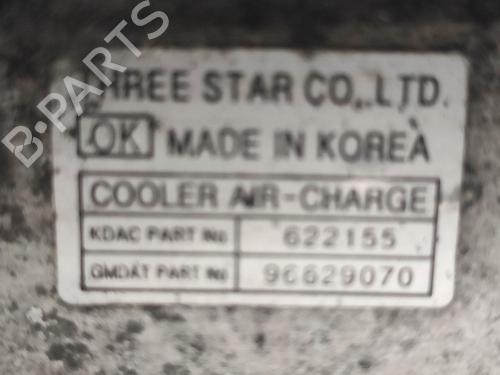 B-PARTS
THREE STAR CO,.LTD.
OK MADE IN KOREA
COOLER AIR-CHARGE
KDAC PART No 622155
GMDAT PART No 96629070